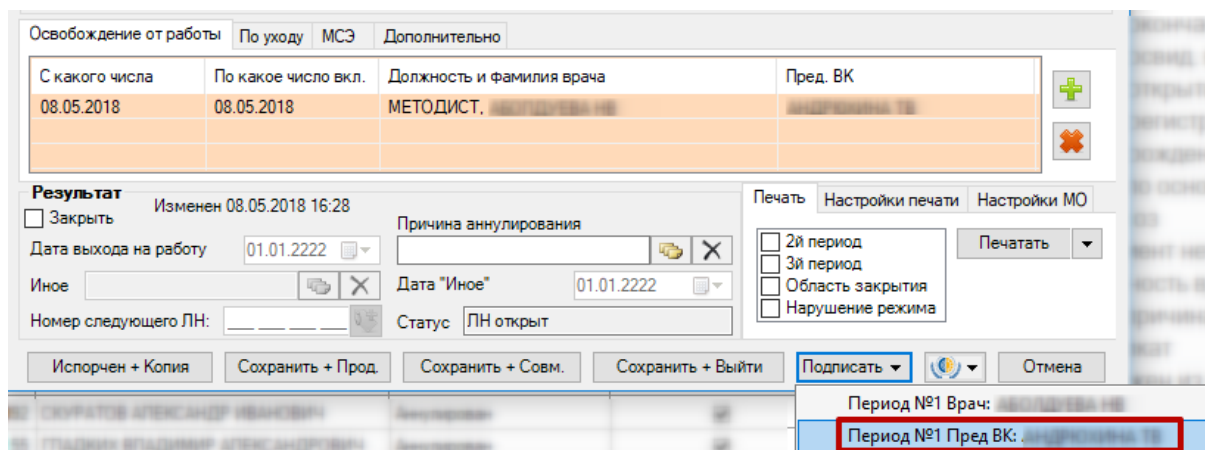 Освобождение от работы По уходу МСЭ Дополнительно
С какого числа По какое число вкл. Должность и фамилия врача Пред. ВК
08.05.2018 08.05.2018 МЕТОДИСТ,
Результат
Закрыть Изменен 08.05.2018 16:28
Дата выхода на работу 01.01.2222
Иное
Номер следующего ЛН: ___ ___ ___ ___
Причина аннулирования
Дата "Иное" 01.01.2222
Статус ЛН открыт
Печать Настройки печати Настройки МО
2й период
3й период
Область закрытия
Нарушение режима
Печатать
Испорчен + Копия Сохранить + Прод. Сохранить + Совм. Сохранить + Выйти Подписать Отмена
Период №1 Врач:
Период №1 Пред ВК: